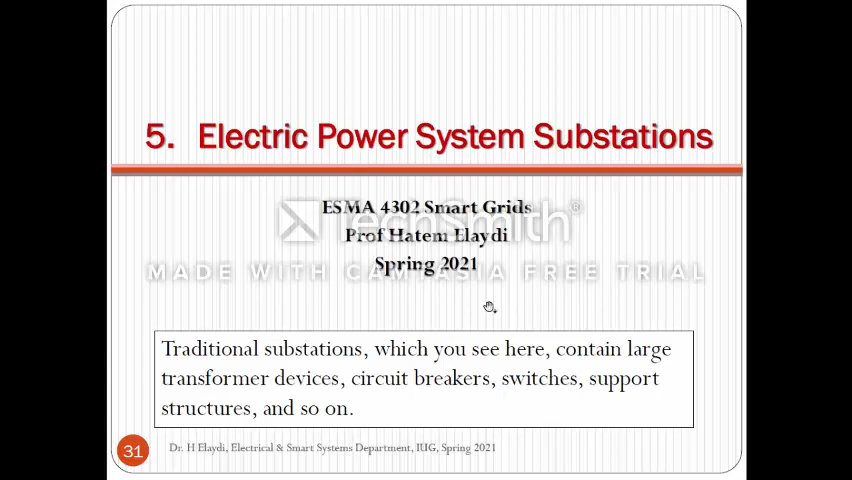 5. Electric Power System Substations
ESMA 4302 Smart Grids
TechSmith®
Prof Hatem Elaydi
Spring 2021
MADE WITH CAMTASIA FREE TRIAL
Traditional substations, which you see here, contain large
transformer devices, circuit breakers, switches, support
structures, and so on.
31
Dr. H Elaydi, Electrical & Smart Systems Department, IUG, Spring 2021